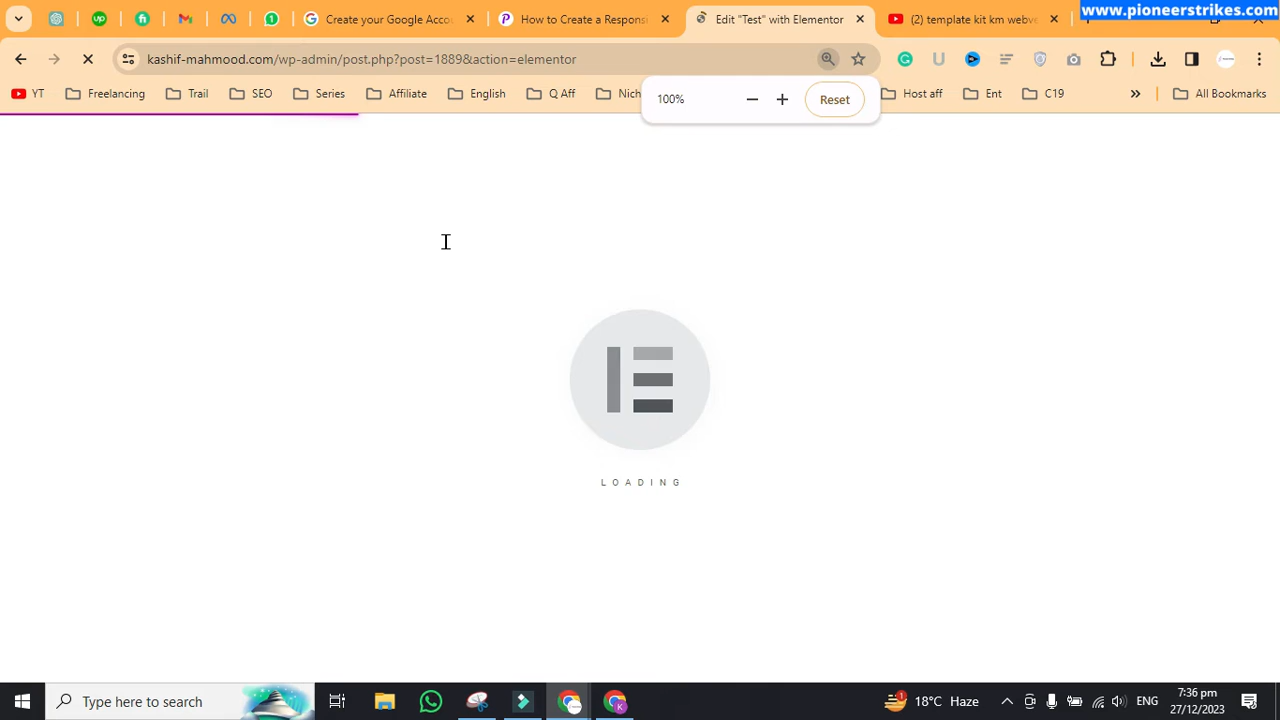 www.pioneerstrikes.com
Create your Google Accou
How to Create a Responsi
Edit "Test" with Elementor
(2) template kit km webve
kashif-mahmood.com/wp-admin/post.php?post=1889&action=elementor
YT
Freelancing
Trail
SEO
Series
Affiliate
English
Q Aff
Nich
Host aff
Ent
C19
All Bookmarks
100%
Reset
LOADING
Type here to search
18°C Haze
ENG
7:36 pm
27/12/2023